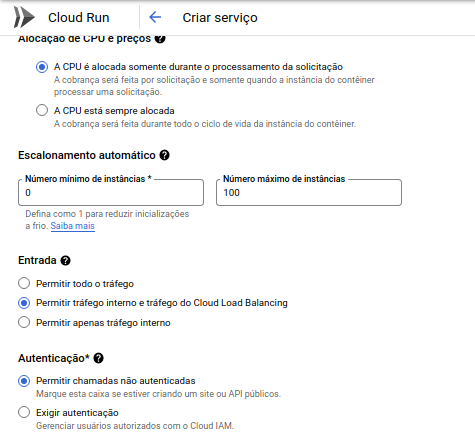 Cloud Run
Criar serviço
Alocação de CPU e preços
A CPU é alocada somente durante o processamento da solicitação
A cobrança será feita por solicitação e somente quando a instância do contêiner
processar uma solicitação.
A CPU está sempre alocada
A cobrança será feita durante todo o ciclo de vida da instância do contêiner.
Escalonamento automático
Número mínimo de instâncias *
0
Número máximo de instâncias
100
Defina como 1 para reduzir inicializações
a frio. Saiba mais
Entrada
Permitir todo o tráfego
Permitir tráfego interno e tráfego do Cloud Load Balancing
Permitir apenas tráfego interno
Autenticação*
Permitir chamadas não autenticadas
Marque esta caixa se estiver criando um site ou API públicos.
Exigir autenticação
Gerenciar usuários autorizados com o Cloud IAM.